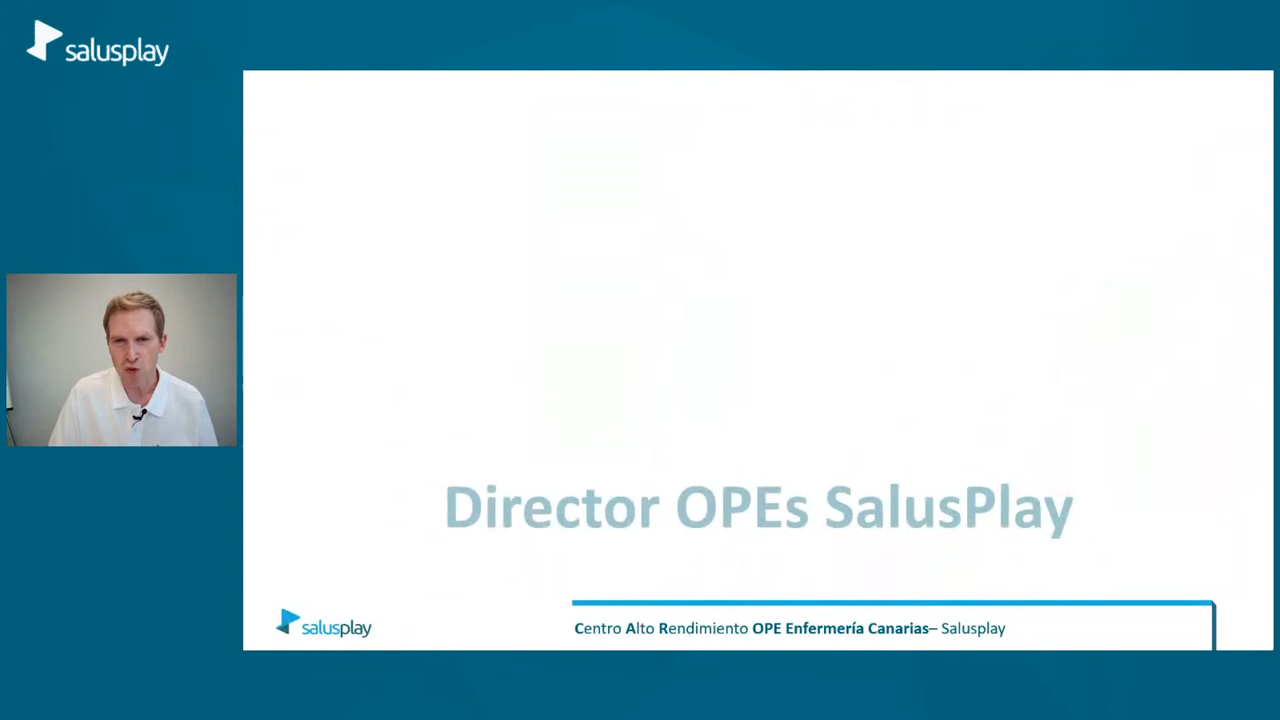 salusplay
Director OPEs SalusPlay
salusplay
Centro Alto Rendimiento OPE Enfermería Canarias– Salusplay